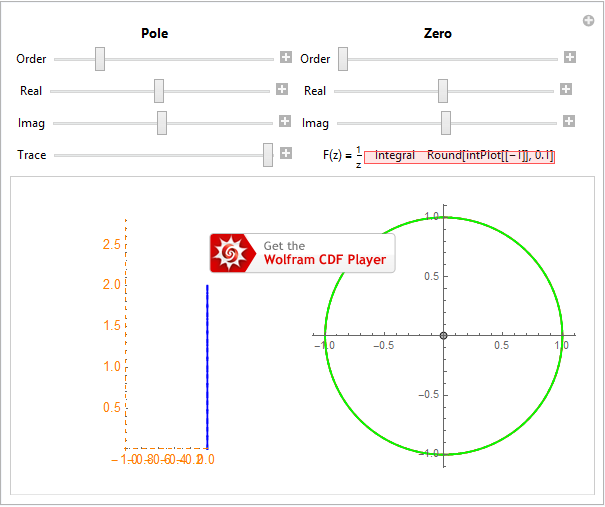 Pole Zero
Order Order
Real Real
Imag Imag
Trace F(z) = 1/z Integral Round[intPlot[[-1]], 0.1]
Get the
Wolfram CDF Player
2.5
2.0
1.5
1.0
0.5
-1.0 -0.8 -0.6 -0.4 -0.2 0.0
1.0
0.5
-1.0 -0.5 0.5 1.0
-0.5
-1.0